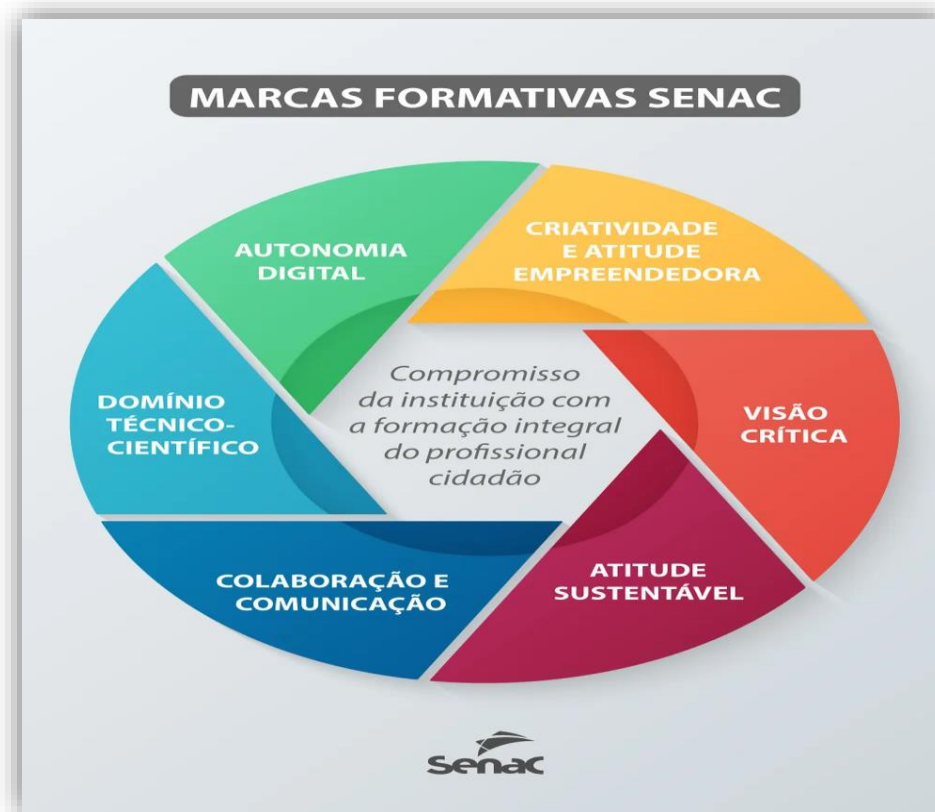 MARCAS FORMATIVAS SENAC
AUTONOMIA
DIGITAL
CRIATIVIDADE
E ATITUDE
EMPREENDEDORA
DOMÍNIO
TÉCNICO-
CIENTÍFICO
Compromisso
da instituição com
a formação integral
do profissional
cidadão
VISÃO
CRÍTICA
COLABORAÇÃO E
COMUNICAÇÃO
ATITUDE
SUSTENTÁVEL
Senac